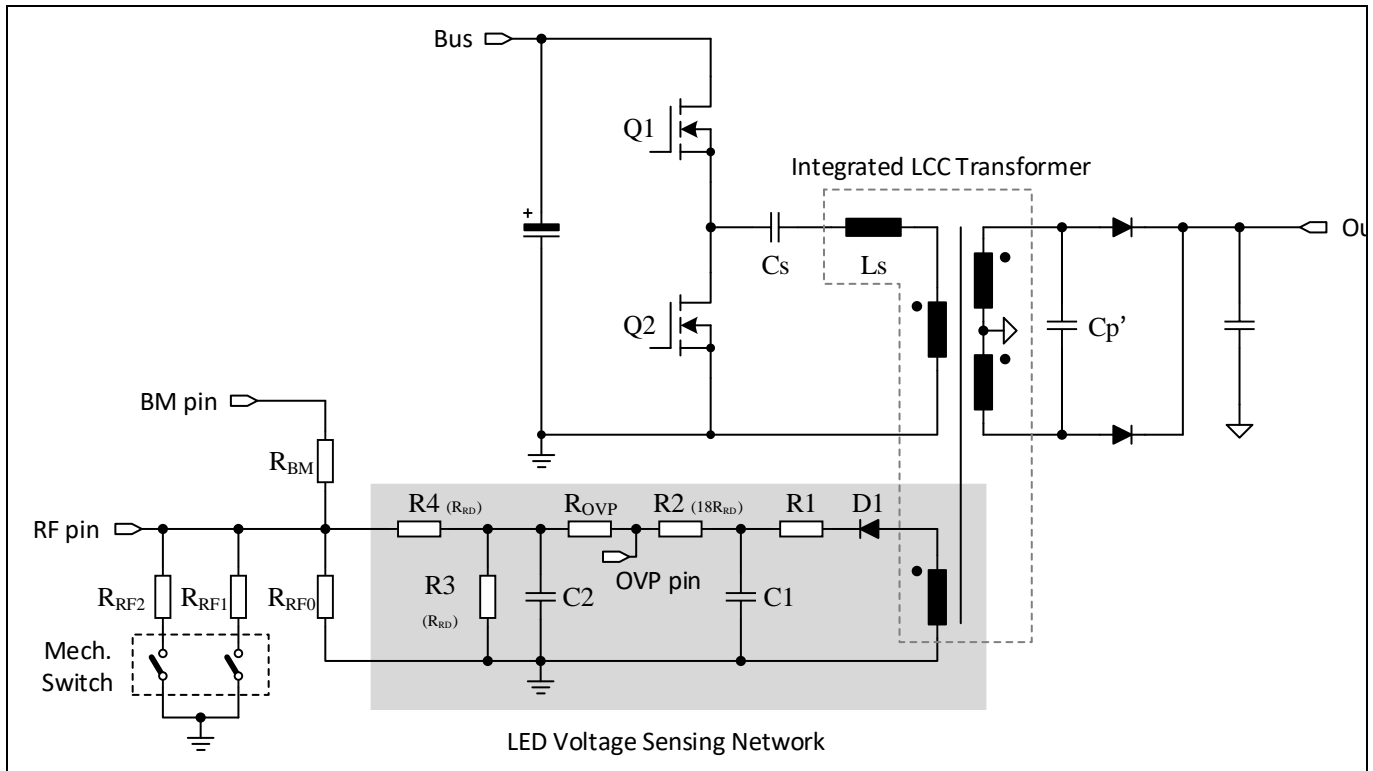 Bus
Q1
Integrated LCC Transformer
Ou
Cs
Ls
Q2
Cp’
BM pin
RBM
R4 (RRD)
ROVP
R2 (18RRD)
R1
D1
RF pin
OVP pin
R3
(RRD)
C2
C1
RRF2
RRF1
RRF0
Mech.
Switch
LED Voltage Sensing Network